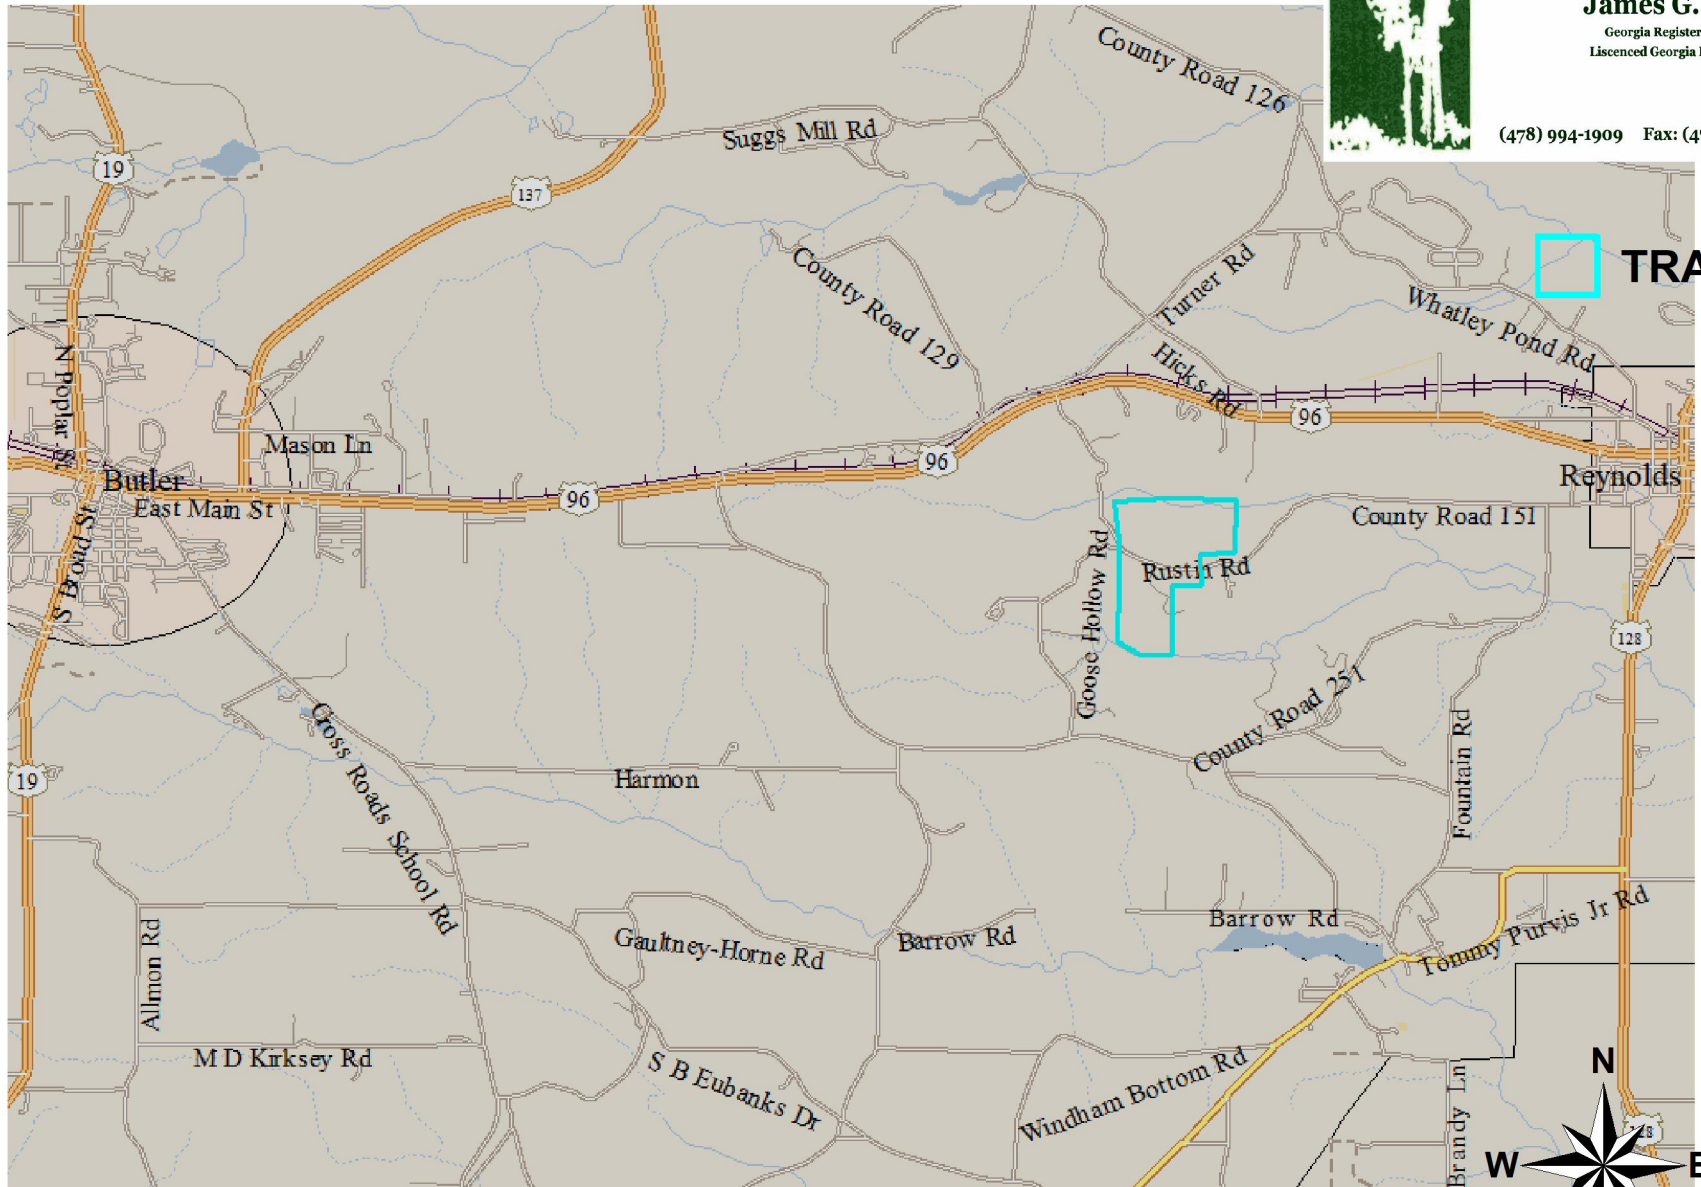 James G.
Georgia Register
Liscenced Georgia
(478) 994-1909 Fax: (4
County Road 126
Suggs Mill Rd
19
137
County Road 129
Turner Rd
TRA
Whatley Pond Rd
Hicks Rd
N Poplar St
Mason Ln
96
96
96
Butler
East Main St
Reynolds
County Road 151
S Broad St
Goose Hollow Rd
Rustin Rd
128
County Road 251
Cross Roads School Rd
Harmon
Fountain Rd
19
Allmon Rd
Gaultney-Horne Rd
Barrow Rd
Barrow Rd
Tommy Purvis Jr Rd
M D Kirksey Rd
S B Eubanks Dr
Windham Bottom Rd
Brandy Ln
N
128
W
E